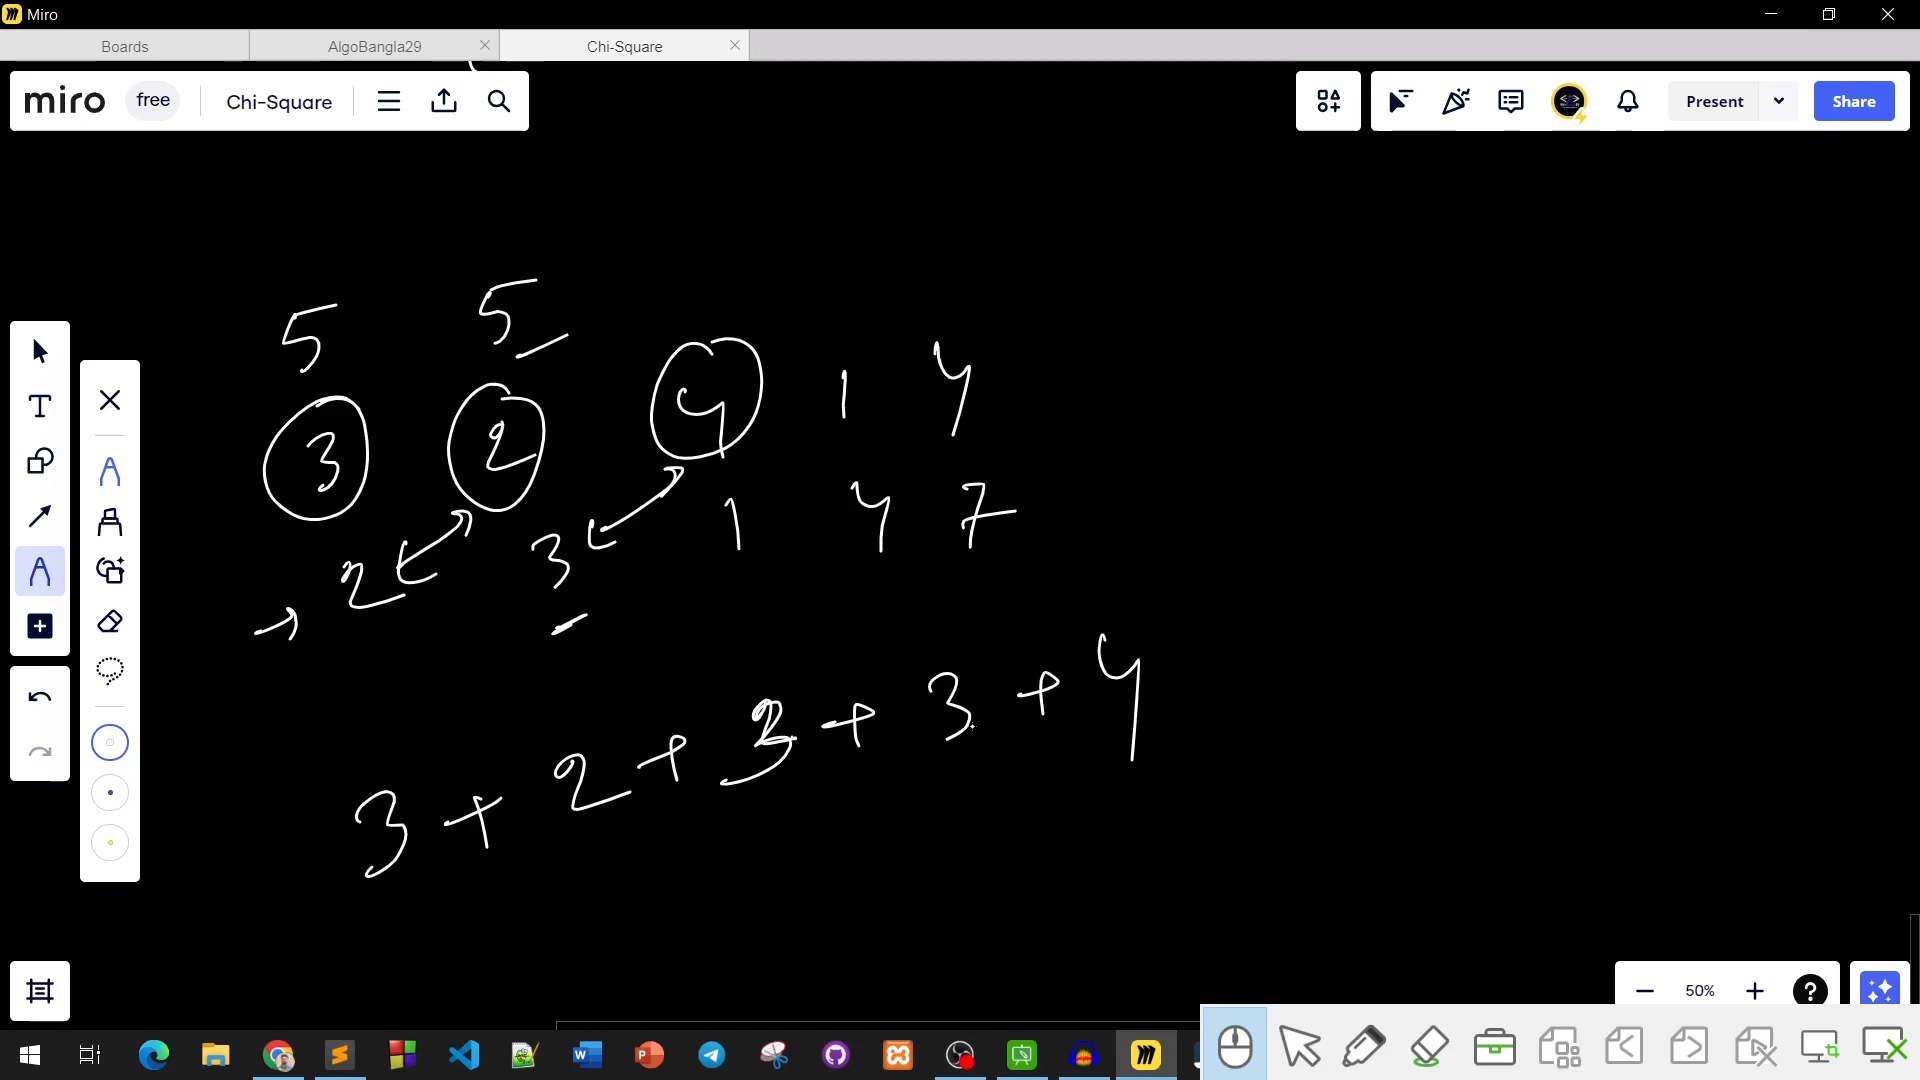 Miro
Boards
AlgoBangla29
Chi-Square
miro
free
Chi-Square
Present
Share
5 5
3 2 4 1 4
2 3 1 4 7
3 + 2 + 3 + 3 + 4
50%